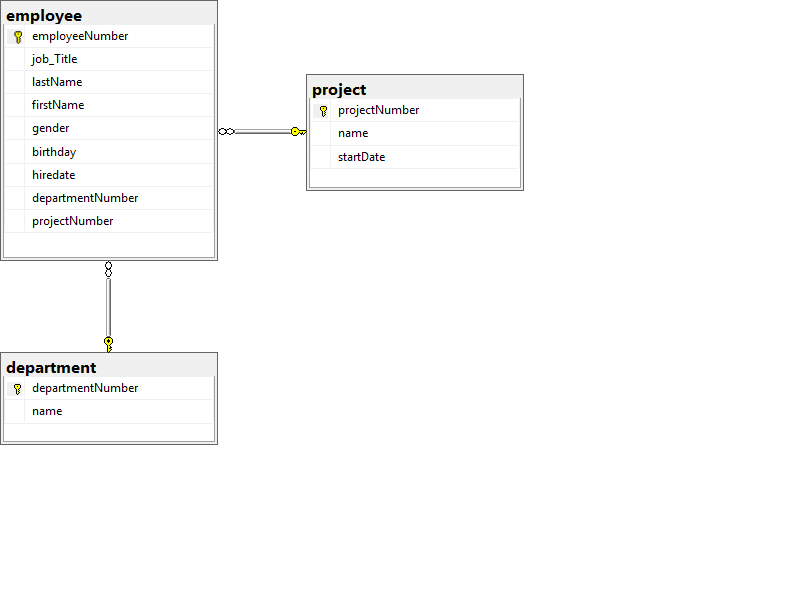 employee
employeeNumber
job_Title
lastName
firstName
gender
birthday
hiredate
departmentNumber
projectNumber
project
projectNumber
name
startDate
department
departmentNumber
name